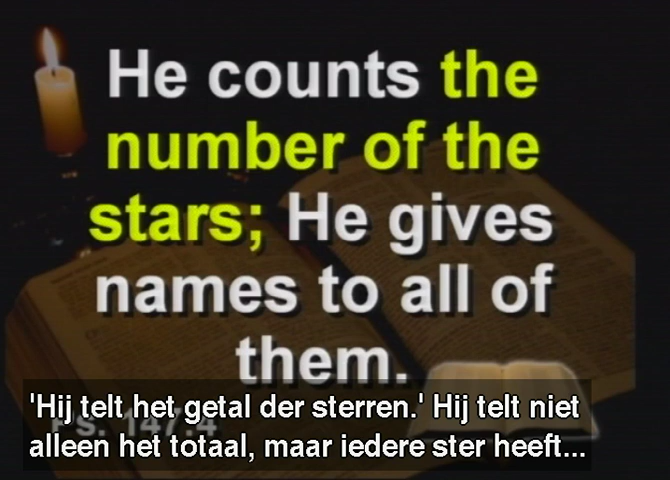 He counts the
number of the
stars; He gives
names to all of
them.
Ps. 147:4
'Hij telt het getal der sterren.' Hij telt niet
alleen het totaal, maar iedere ster heeft...